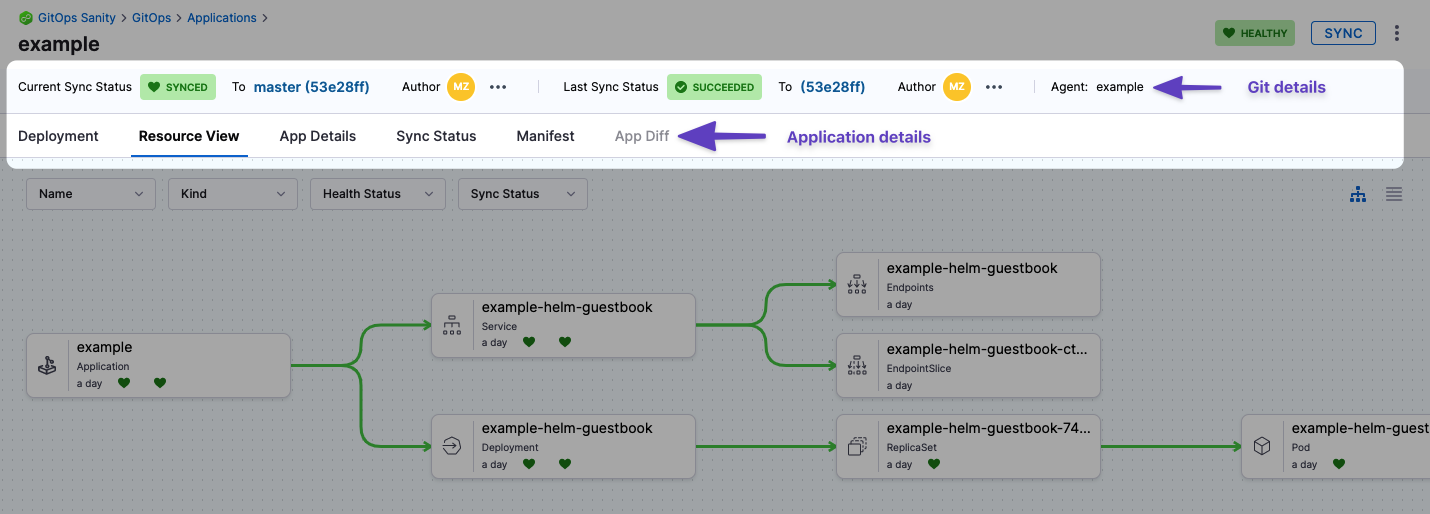 GitOps Sanity > GitOps > Applications >
example
HEALTHY
SYNC
Current Sync Status SYNCED To master (53e28ff) Author MZ ••• Last Sync Status SUCCEEDED To (53e28ff) Author MZ ••• Agent: example Git details
Deployment Resource View App Details Sync Status Manifest App Diff Application details
Name Kind Health Status Sync Status
example
Application
a day
example-helm-guestbook
Service
a day
example-helm-guestbook
Deployment
a day
example-helm-guestbook
Endpoints
a day
example-helm-guestbook-ct...
EndpointSlice
a day
example-helm-guestbook-74...
ReplicaSet
a day
example-helm-guest
Pod
a day